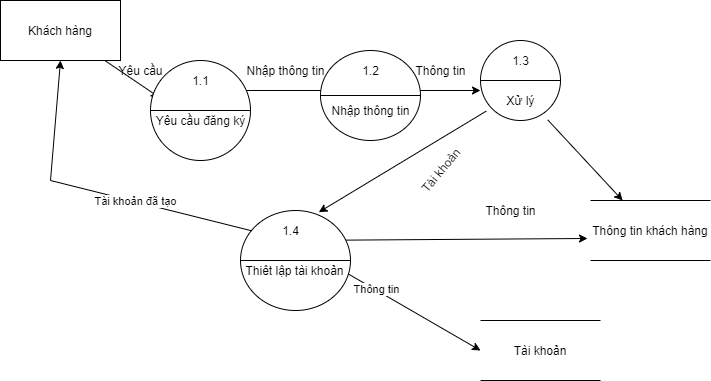 Khách hàng
Yêu cầu
1.1
Yêu cầu đăng ký
Nhập thông tin
1.2
Nhập thông tin
Thông tin
1.3
Xử lý
Tài khoản
Tài khoản đã tạo
1.4
Thiêt lập tài khoản
Thông tin
Thông tin khách hàng
Thông tin
Tài khoản